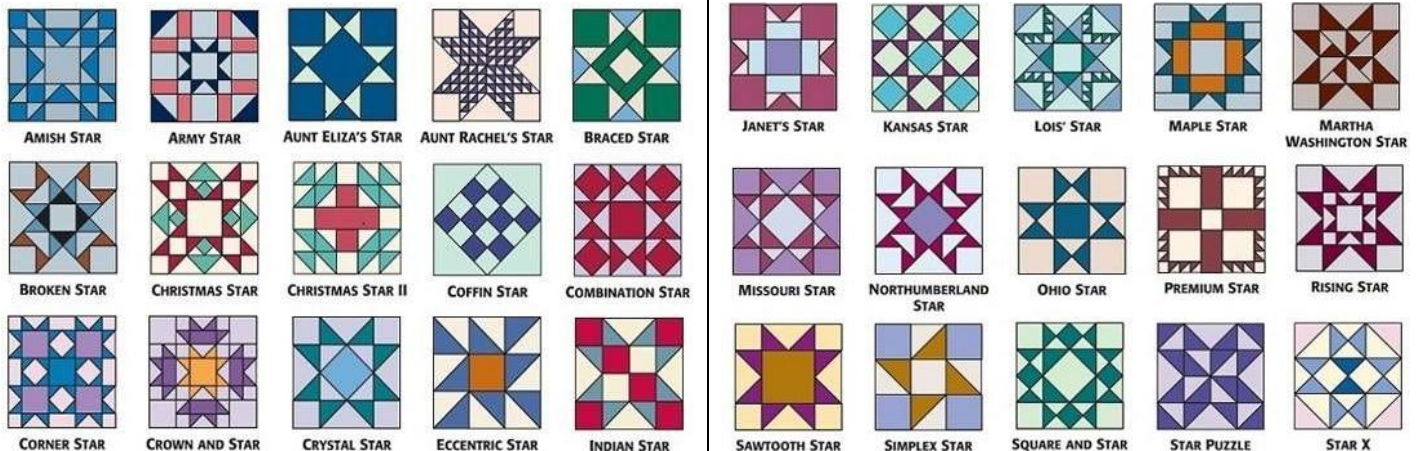 AMISH STAR
ARMY STAR
AUNT ELIZA'S STAR
AUNT RACHEL'S STAR
BRACED STAR
JANET'S STAR
KANSAS STAR
LOIS' STAR
MAPLE STAR
MARTHA
WASHINGTON STAR
BROKEN STAR
CHRISTMAS STAR
CHRISTMAS STAR II
COFFIN STAR
COMBINATION STAR
MISSOURI STAR
NORTHUMBERLAND
STAR
OHIO STAR
PREMIUM STAR
RISING STAR
CORNER STAR
CROWN AND STAR
CRYSTAL STAR
ECCENTRIC STAR
INDIAN STAR
SAWTOOTH STAR
SIMPLEX STAR
SQUARE AND STAR
STAR PUZZLE
STAR X